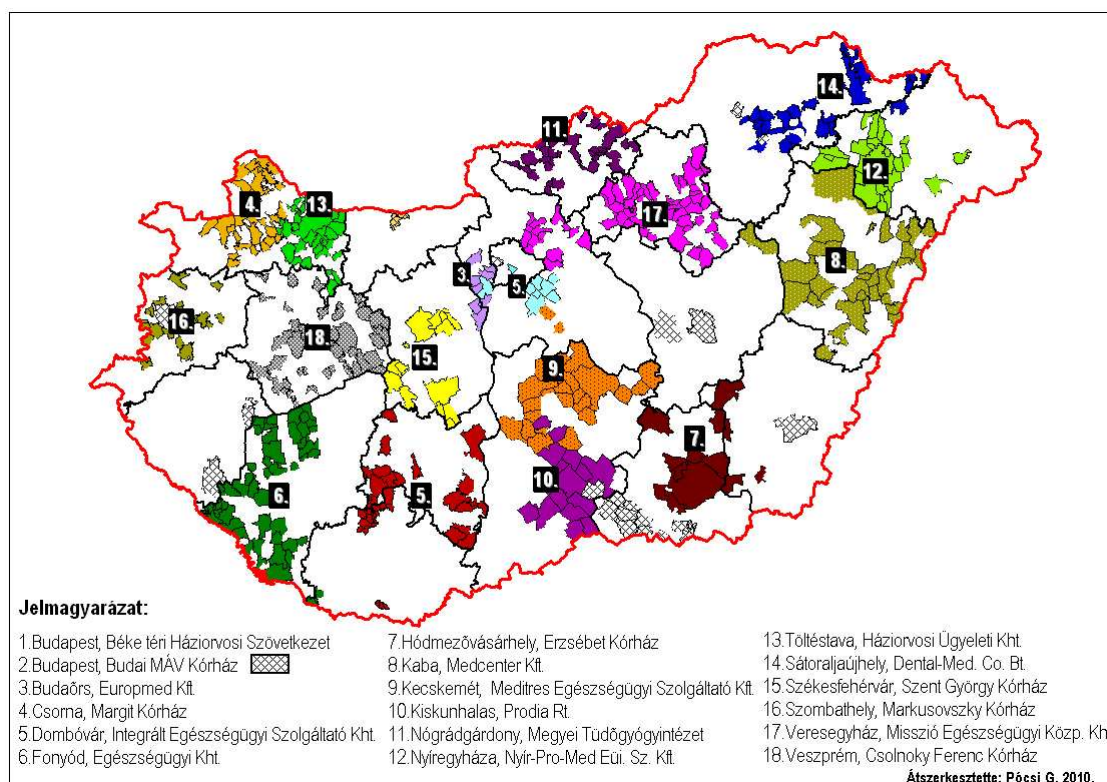 11.
14.
12.
4.
13.
17.
3.
5.
8.
16.
18.
15.
9.
7.
6.
5.
10.
Jelmagyarázat:
1.Budapest, Béke téri Háziorvosi Szövetkezet
2.Budapest, Budai MÁV Kórház
3.Budaõrs, Europmed Kft.
4.Csorna, Margit Kórház
5.Dombóvár, Integrált Egészségügyi Szolgáltató Kht.
6.Fonyód, Egészségügyi Kht.
7.Hódmezõvásárhely, Erzsébet Kórház
8.Kaba, Medcenter Kft.
9.Kecskemét, Meditres Egészségügyi Szolgáltató Kft.
10.Kiskunhalas, Prodia Rt.
11.Nógrádgárdony, Megyei Tüdõgyógyintézet
12.Nyíregyháza, Nyír-Pro-Med Eüi. Sz. Kft.
13.Töltéstava, Háziorvosi Ügyeleti Kht.
14.Sátoraljaújhely, Dental-Med. Co. Bt.
15.Székesfehérvár, Szent György Kórház
16.Szombathely, Markusovszky Kórház
17.Veresegyház, Misszió Egészségügyi Közp. Kh
18.Veszprém, Csolnoky Ferenc Kórház
Átszerkesztette: Pócsi G. 2010.